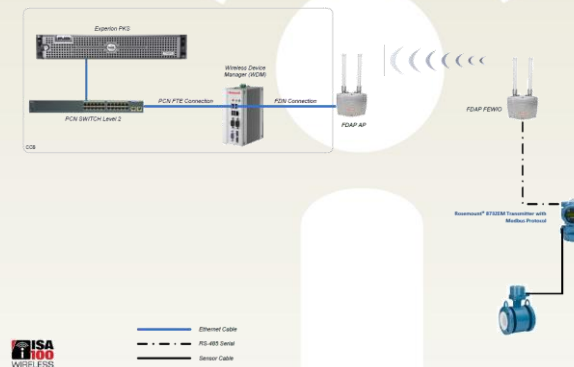 Experion PKS
Wireless Device
Manager (WDM)
PCN FTE Connection
FDN Connection
PCN SWITCH Level 2
FDAP AP
FDAP FEWIO
CCB
Rosemount® 8732EM Transmitter with
Modbus Protocol
Ethernet Cable
RS-485 Serial
Sensor Cable
ISA
100
WIRELESS